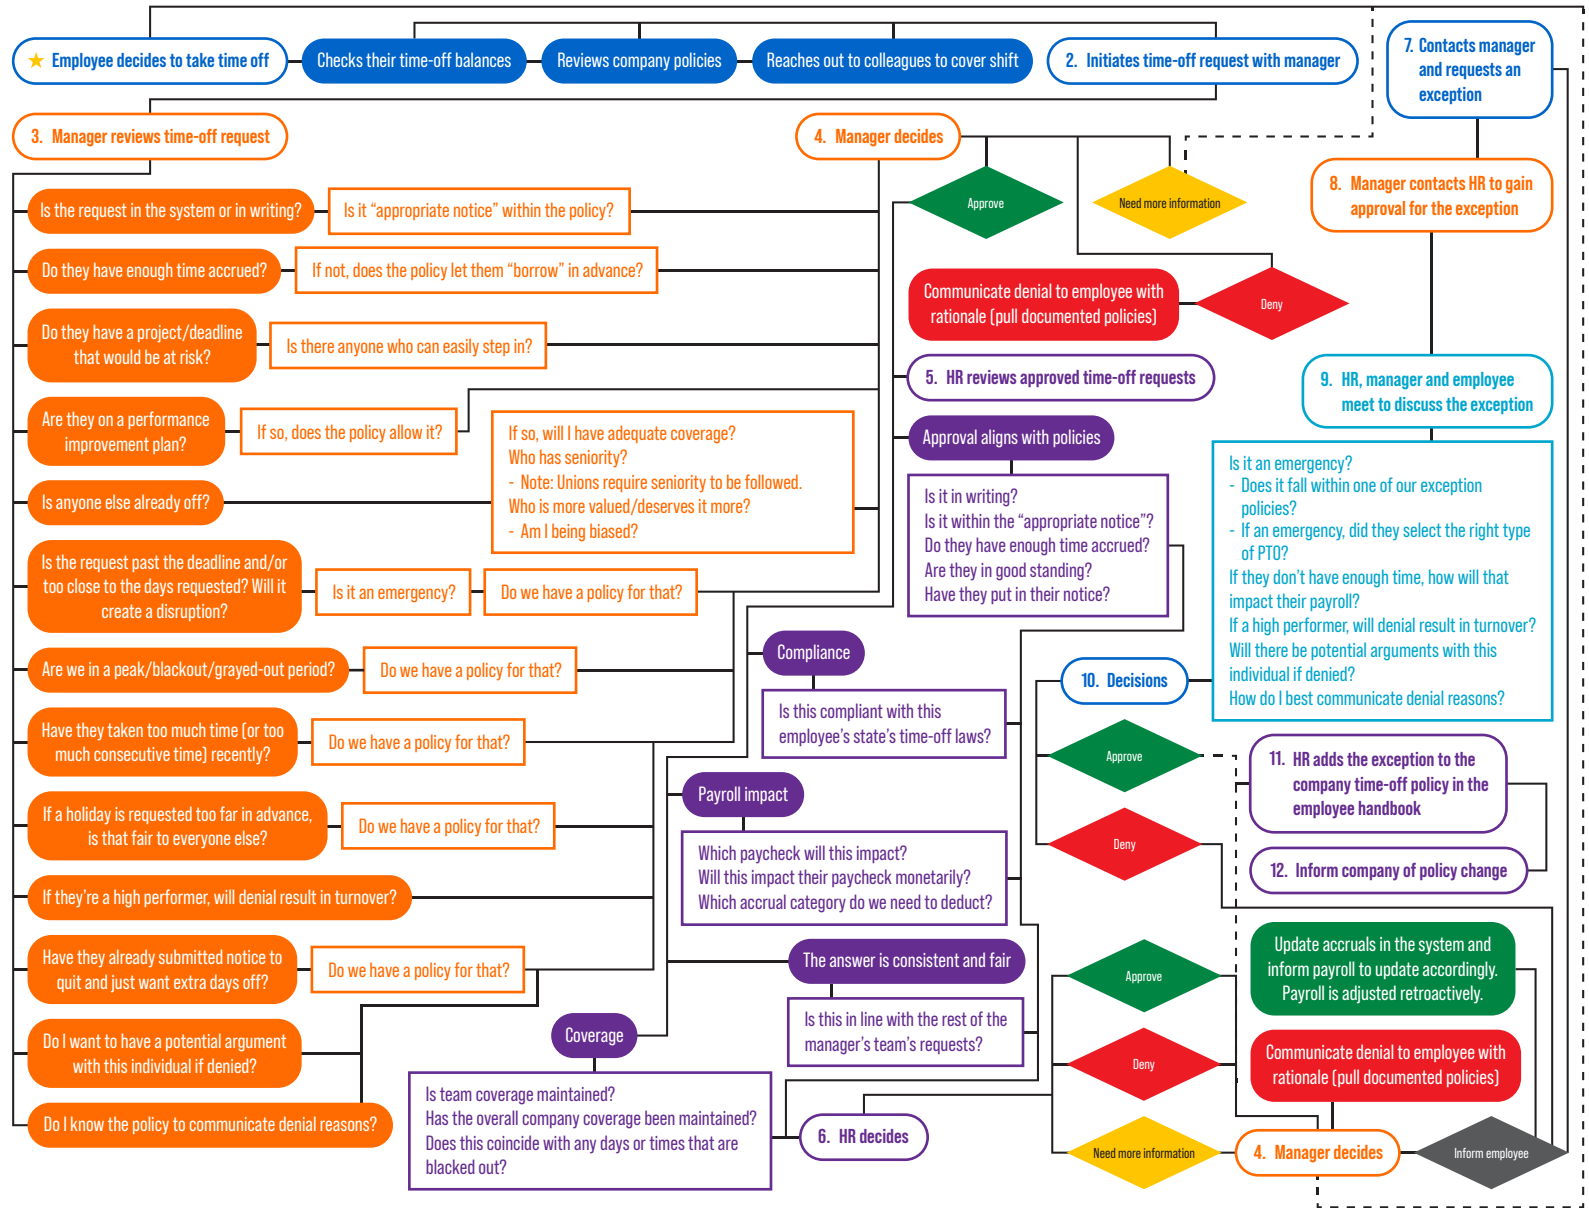 Employee decides to take time off
Checks their time-off balances
Reviews company policies
Reaches out to colleagues to cover shift
2. Initiates time-off request with manager
7. Contacts manager
and requests an
exception
3. Manager reviews time-off request
4. Manager decides
Approve
Need more information
8. Manager contacts HR to gain
approval for the exception
Is the request in the system or in writing?
Is it “appropriate notice” within the policy?
Do they have enough time accrued?
If not, does the policy let them “borrow” in advance?
Communicate denial to employee with
rationale (pull documented policies)
Deny
Do they have a project/deadline
that would be at risk?
Is there anyone who can easily step in?
5. HR reviews approved time-off requests
9. HR, manager and employee
meet to discuss the exception
Are they on a performance
improvement plan?
If so, does the policy allow it?
If so, will I have adequate coverage?
Who has seniority?
- Note: Unions require seniority to be followed.
Who is more valued/deserves it more?
- Am I being biased?
Approval aligns with policies
Is it in writing?
Is it within the “appropriate notice”?
Do they have enough time accrued?
Are they in good standing?
Have they put in their notice?
Is it an emergency?
- Does it fall within one of our exception
policies?
- If an emergency, did they select the right type
of PTO?
If they don’t have enough time, how will that
impact their payroll?
If a high performer, will denial result in turnover?
Will there be potential arguments with this
individual if denied?
How do I best communicate denial reasons?
Is anyone else already off?
Is the request past the deadline and/or
too close to the days requested? Will it
create a disruption?
Is it an emergency?
Do we have a policy for that?
Are we in a peak/blackout/grayed-out period?
Do we have a policy for that?
Compliance
Is this compliant with this
employee’s state’s time-off laws?
10. Decisions
Have they taken too much time (or too
much consecutive time) recently?
Do we have a policy for that?
Approve
11. HR adds the exception to the
company time-off policy in the
employee handbook
Payroll impact
Which paycheck will this impact?
Will this impact their paycheck monetarily?
Which accrual category do we need to deduct?
If a holiday is requested too far in advance,
is that fair to everyone else?
Do we have a policy for that?
Deny
12. Inform company of policy change
If they’re a high performer, will denial result in turnover?
Have they already submitted notice to
quit and just want extra days off?
Do we have a policy for that?
The answer is consistent and fair
Is this in line with the rest of the
manager’s team’s requests?
Approve
Update accruals in the system and
inform payroll to update accordingly.
Payroll is adjusted retroactively.
Do I want to have a potential argument
with this individual if denied?
Coverage
Is team coverage maintained?
Has the overall company coverage been maintained?
Does this coincide with any days or times that are
blacked out?
Deny
Communicate denial to employee with
rationale (pull documented policies)
Do I know the policy to communicate denial reasons?
6. HR decides
Need more information
4. Manager decides
Inform employee